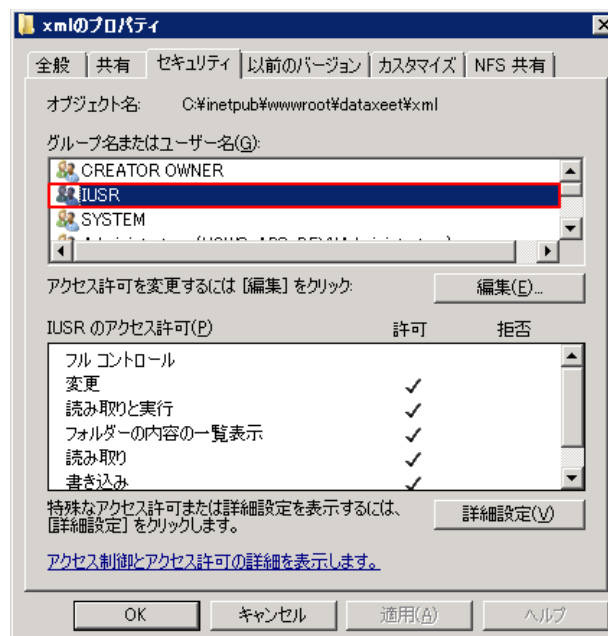 xmlのプロパティ
全般 共有 セキュリティ 以前のバージョン カスタマイズ NFS 共有
オブジェクト名: C:¥inetpub¥wwwroot¥dataxeet¥xml
グループ名またはユーザー名(G):
CREATOR OWNER
IUSR
SYSTEM
アクセス許可を変更するには [編集] をクリック: 編集(E)...
IUSR のアクセス許可(P) 許可 拒否
フル コントロール
変更
読み取りと実行
フォルダーの内容の一覧表示
読み取り
書き込み
特殊なアクセス許可または詳細設定を表示するには、
[詳細設定] をクリックします。 詳細設定(V)
アクセス制御とアクセス許可の詳細を表示します。
OK キャンセル 適用(A) ヘルプ